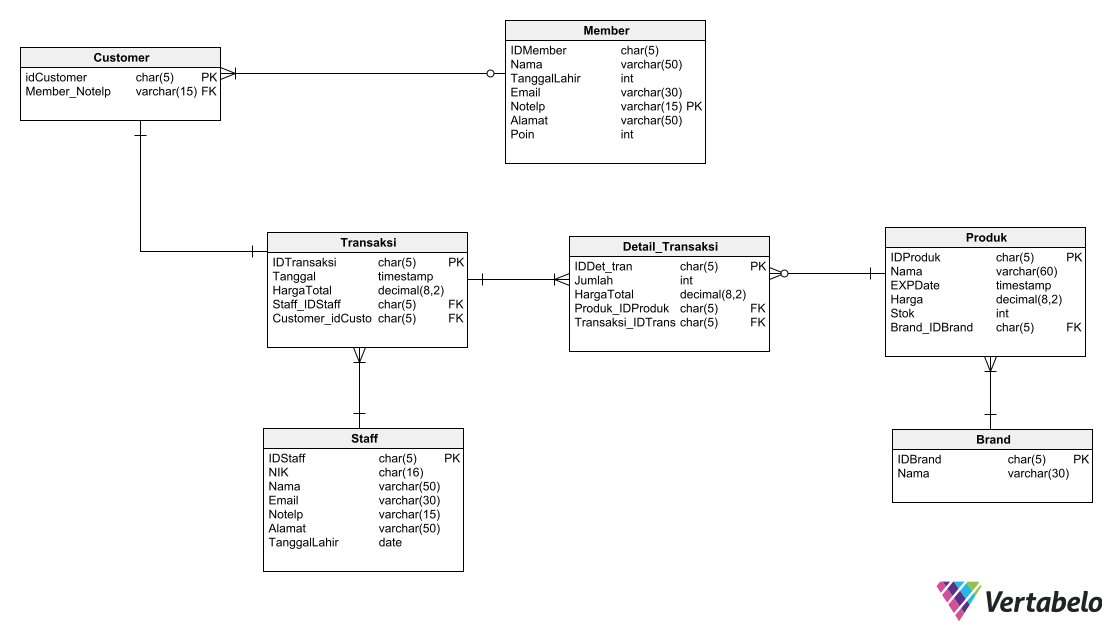 Customer
idCustomer char(5) PK
Member_Notelp varchar(15) FK
Member
IDMember char(5)
Nama varchar(50)
TanggalLahir int
Email varchar(30)
Notelp varchar(15) PK
Alamat varchar(50)
Poin int
Transaksi
IDTransaksi char(5) PK
Tanggal timestamp
HargaTotal decimal(8,2)
Staff_IDStaff char(5) FK
Customer_idCusto char(5) FK
Detail_Transaksi
IDDet_tran char(5) PK
Jumlah int
HargaTotal decimal(8,2)
Produk_IDProduk char(5) FK
Transaksi_IDTrans char(5) FK
Produk
IDProduk char(5) PK
Nama varchar(60)
EXPDate timestamp
Harga decimal(8,2)
Stok int
Brand_IDBrand char(5) FK
Staff
IDStaff char(5) PK
NIK char(16)
Nama varchar(50)
Email varchar(30)
Notelp varchar(15)
Alamat varchar(50)
TanggalLahir date
Brand
IDBrand char(5) PK
Nama varchar(30)
Vertabelo